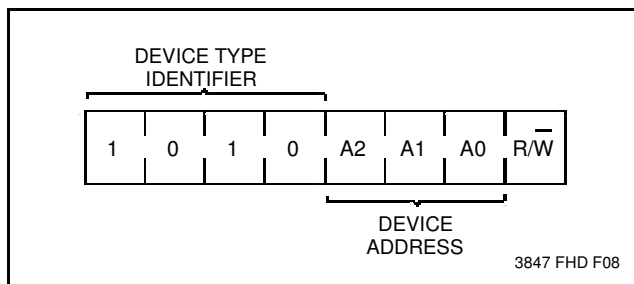 DEVICE TYPE
IDENTIFIER
1 0 1 0 A2 A1 A0 R/W̅
DEVICE
ADDRESS
3847 FHD F08